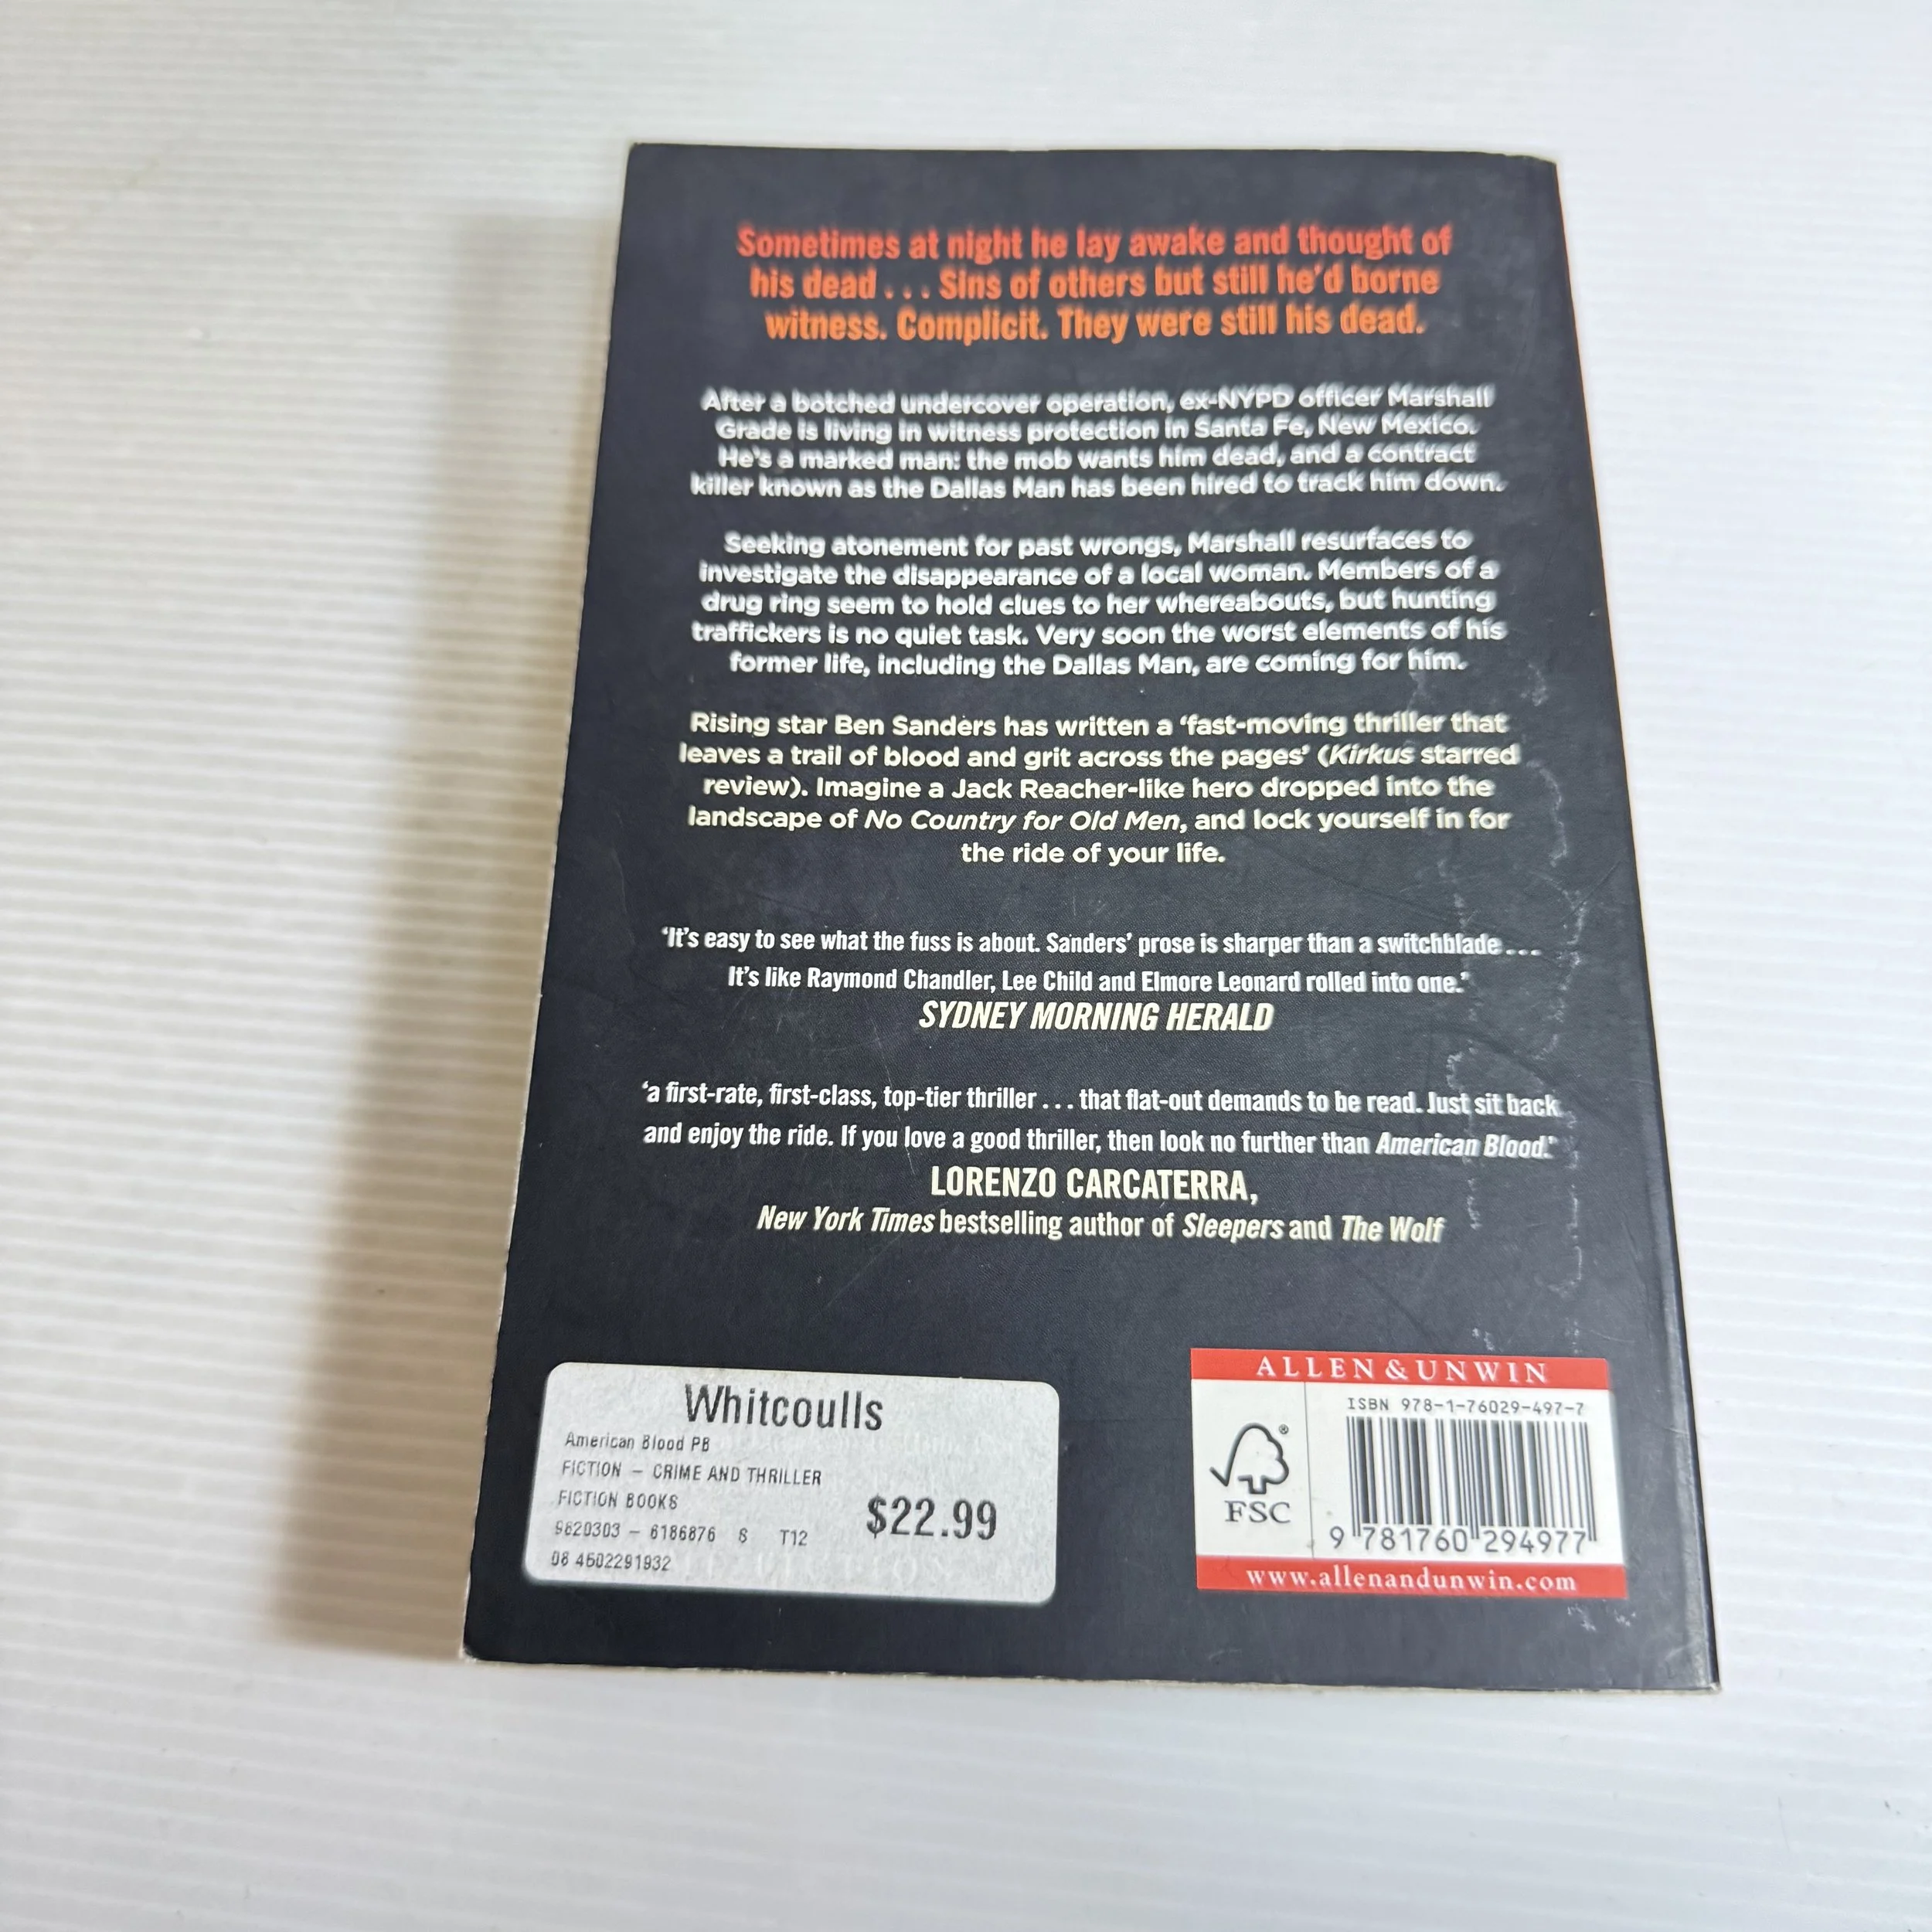 Sometimes at night he lay awake and thought of
his dead . . . Sins of others but still he’d borne
witness. Complicit. They were still his dead.
After a botched undercover operation, ex-NYPD officer Marshall
Grade is living in witness protection in Santa Fe, New Mexico.
He’s a marked man: the mob wants him dead, and a contract
killer known as the Dallas Man has been hired to track him down.
Seeking atonement for past wrongs, Marshall resurfaces to
investigate the disappearance of a local woman. Members of a
drug ring seem to hold clues to her whereabouts, but hunting
traffickers is no quiet task. Very soon the worst elements of his
former life, including the Dallas Man, are coming for him.
Rising star Ben Sanders has written a ‘fast-moving thriller that
leaves a trail of blood and grit across the pages’ (Kirkus starred
review). Imagine a Jack Reacher-like hero dropped into the
landscape of No Country for Old Men, and lock yourself in for
the ride of your life.
‘It’s easy to see what the fuss is about. Sanders’ prose is sharper than a switchblade . . .
It’s like Raymond Chandler, Lee Child and Elmore Leonard rolled into one.’
SYDNEY MORNING HERALD
‘a first-rate, first-class, top-tier thriller . . . that flat-out demands to be read. Just sit back
and enjoy the ride. If you love a good thriller, then look no further than American Blood.’
LORENZO CARCATERRA,
New York Times bestselling author of Sleepers and The Wolf
Whitcoulls
American Blood PB
FICTION – CRIME AND THRILLER
FICTION BOOKS
9620303 – 6186876 S T12
08 4502291932
$22.99
ALLEN & UNWIN
ISBN 978-1-76029-497-7
FSC
®
9 781760 294977
www.allenandunwin.com